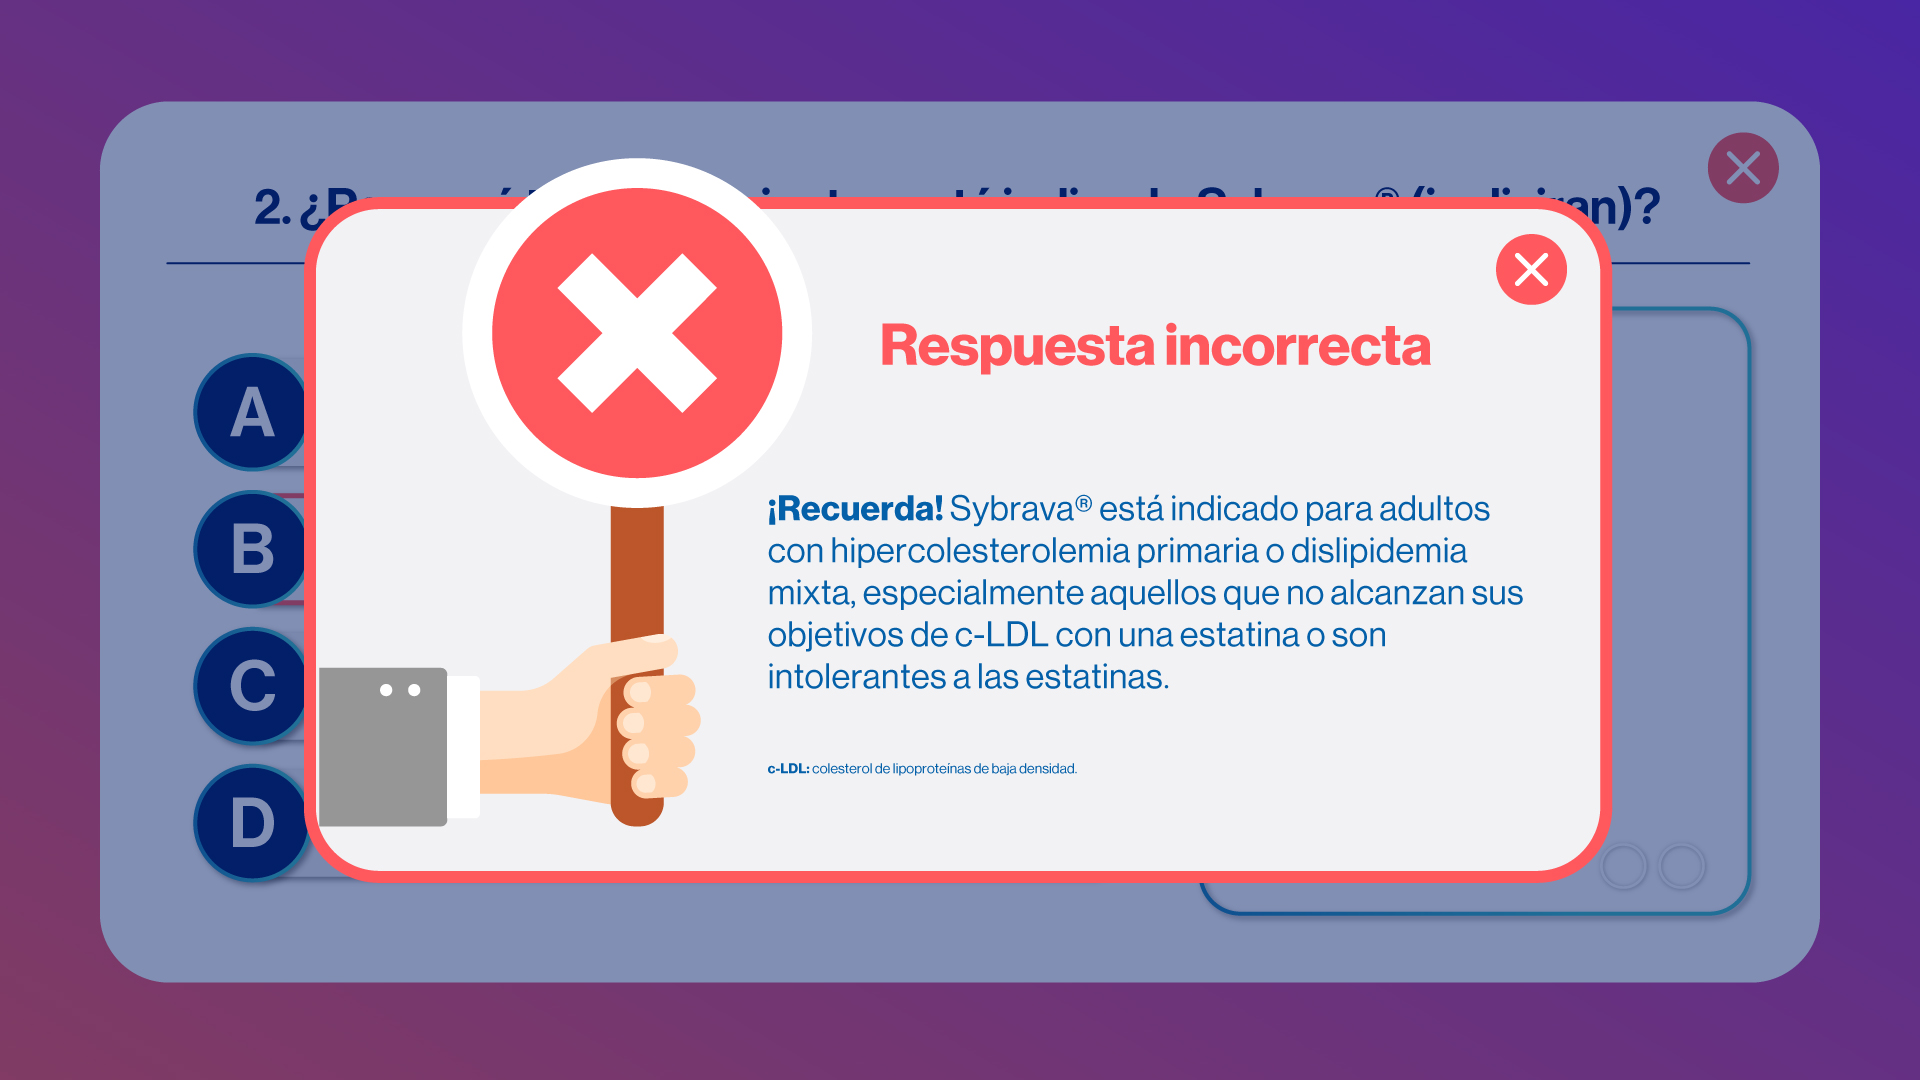 2.
Respuesta incorrecta
A
¡Recuerda! Sybrava® está indicado para adultos
con hipercolesterolemia primaria o dislipidemia
B
mixta, especialmente aquellos que no alcanzan sus
objetivos de c-LDL con una estatina o son
intolerantes a las estatinas.
C
c-LDL: colesterol de lipoproteínas de baja densidad.
D